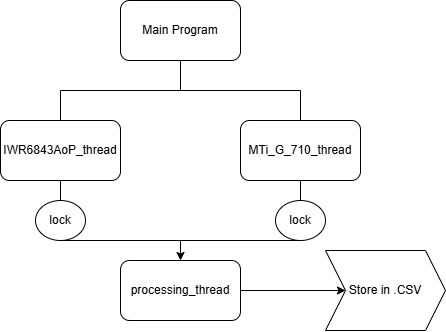 Main Program
IWR6843AoP_thread
MTi_G_710_thread
lock
lock
processing_thread
Store in .CSV